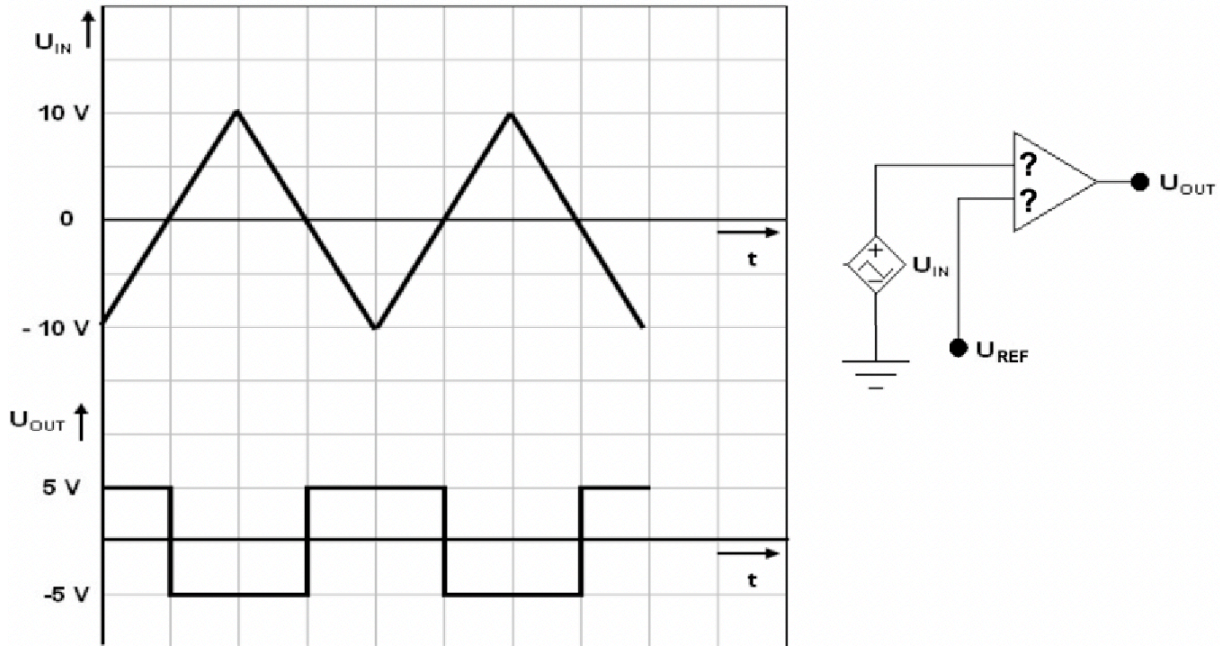 U_IN
10 V
0
t
- 10 V
U_OUT
5 V
t
-5 V
?
?
U_OUT
+
U_IN
U_REF